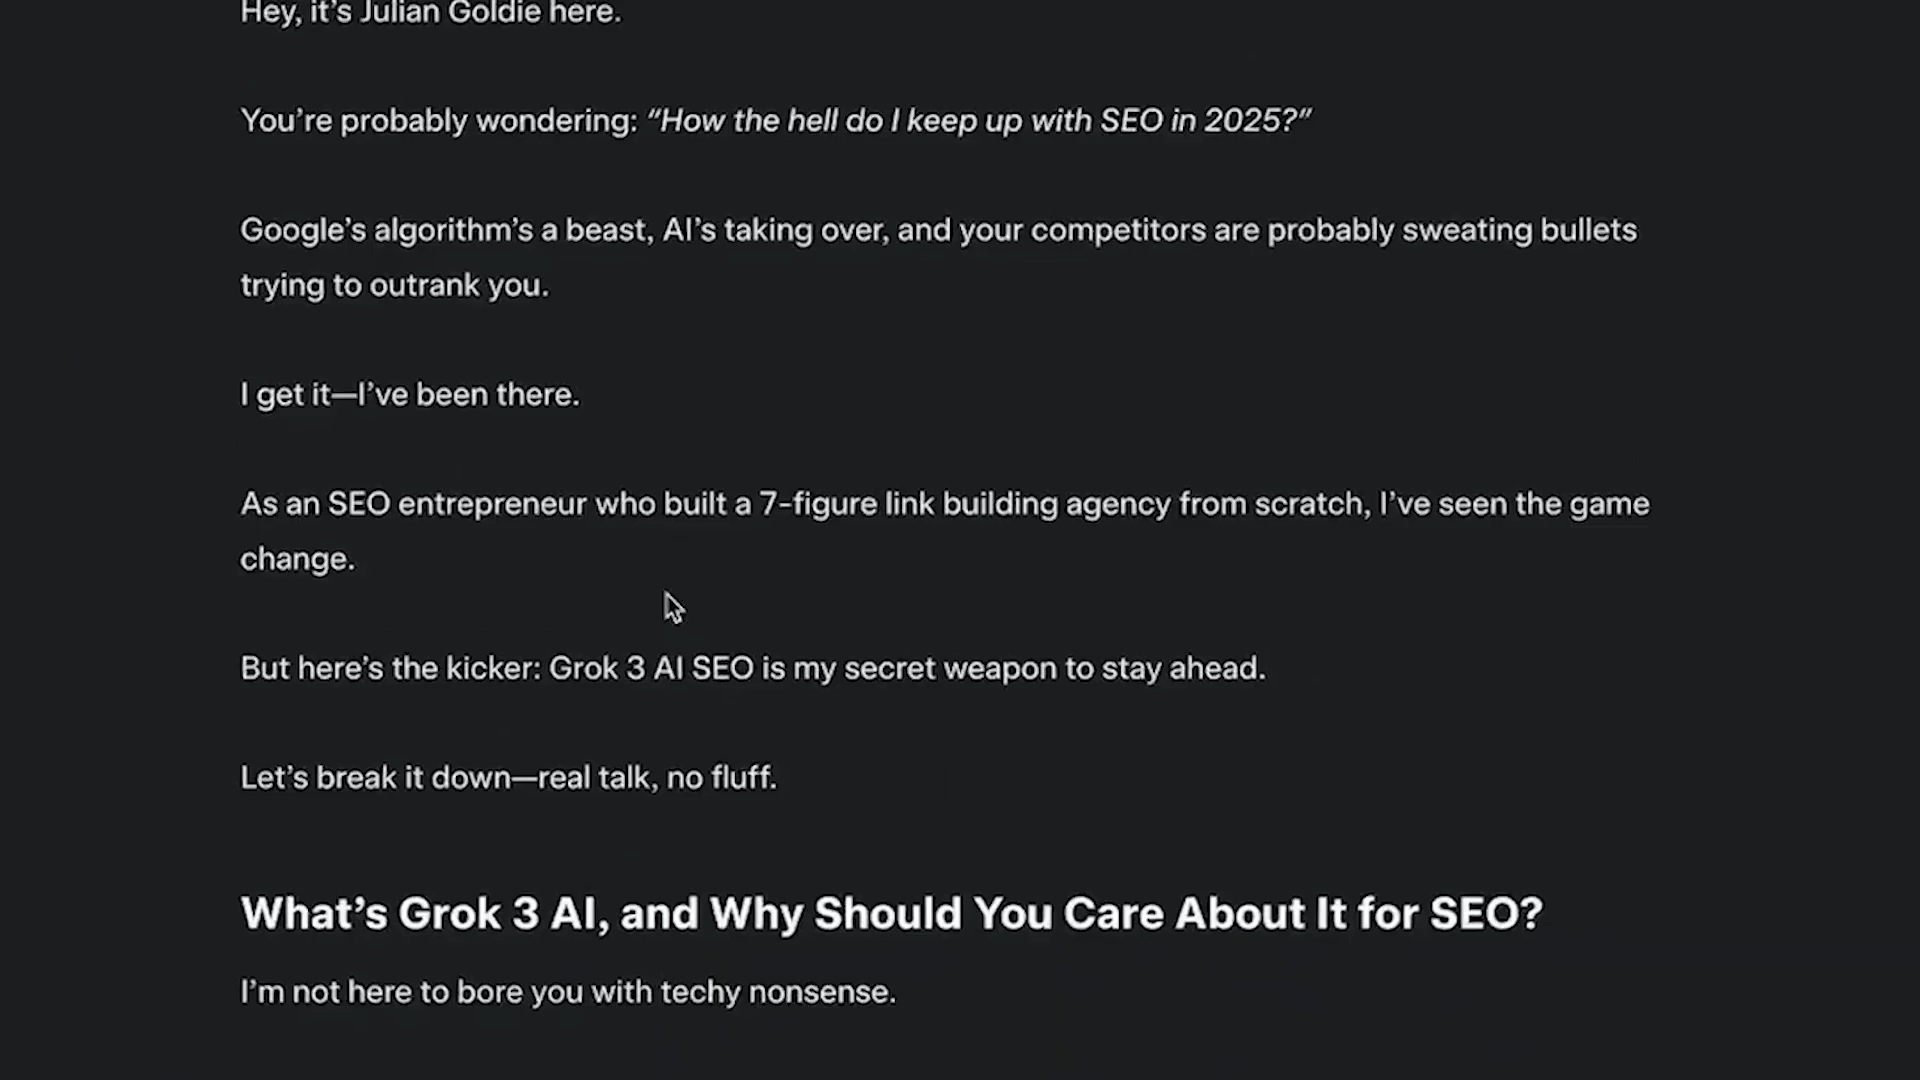 Hey, it’s Julian Goldie here.
You’re probably wondering: “How the hell do I keep up with SEO in 2025?”
Google’s algorithm’s a beast, AI’s taking over, and your competitors are probably sweating bullets
trying to outrank you.
I get it—I’ve been there.
As an SEO entrepreneur who built a 7-figure link building agency from scratch, I’ve seen the game
change.
But here’s the kicker: Grok 3 AI SEO is my secret weapon to stay ahead.
Let’s break it down—real talk, no fluff.
What’s Grok 3 AI, and Why Should You Care About It for SEO?
I’m not here to bore you with techy nonsense.